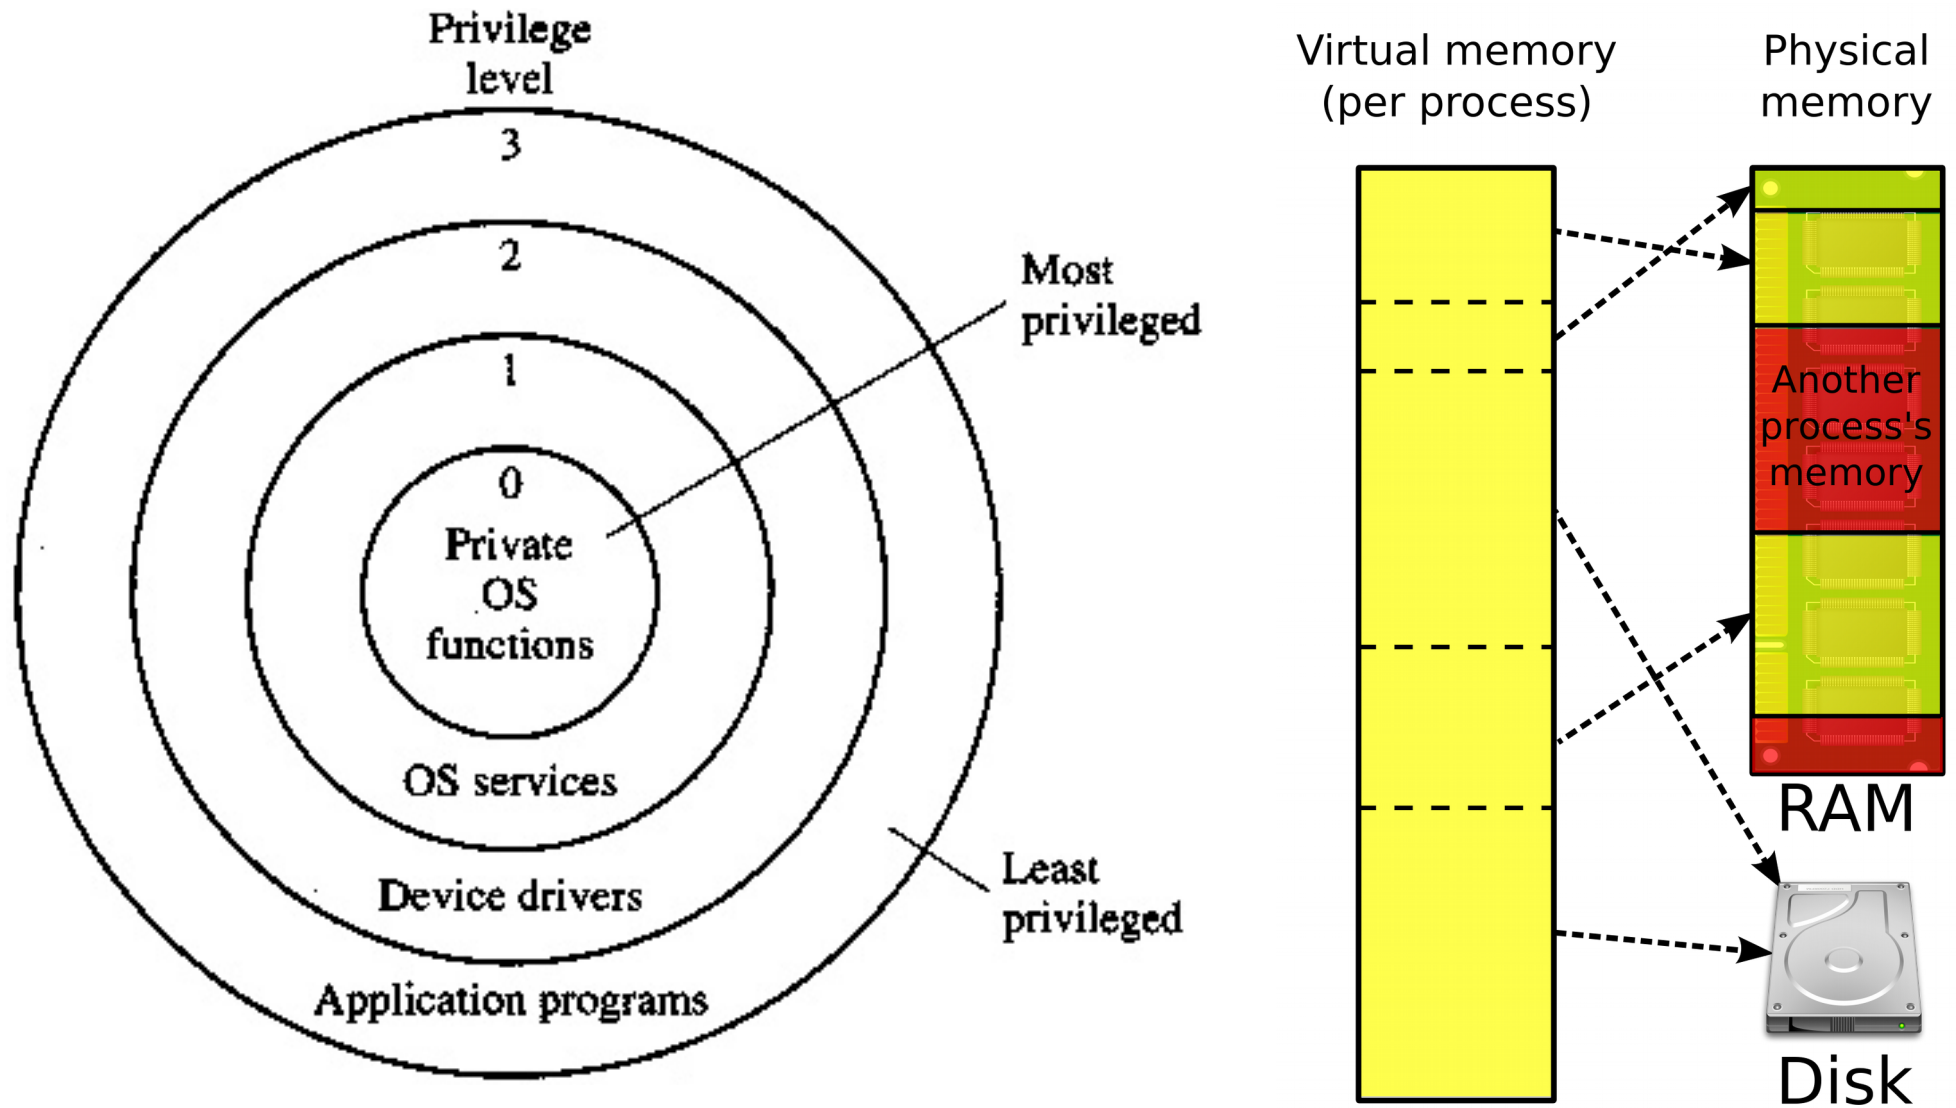 Privilege
level
3
2
1
0
Private
OS
functions
OS services
Device drivers
Application programs
Most
privileged
Least
privileged
Virtual memory
(per process)
Physical
memory
Another
process's
memory
RAM
Disk